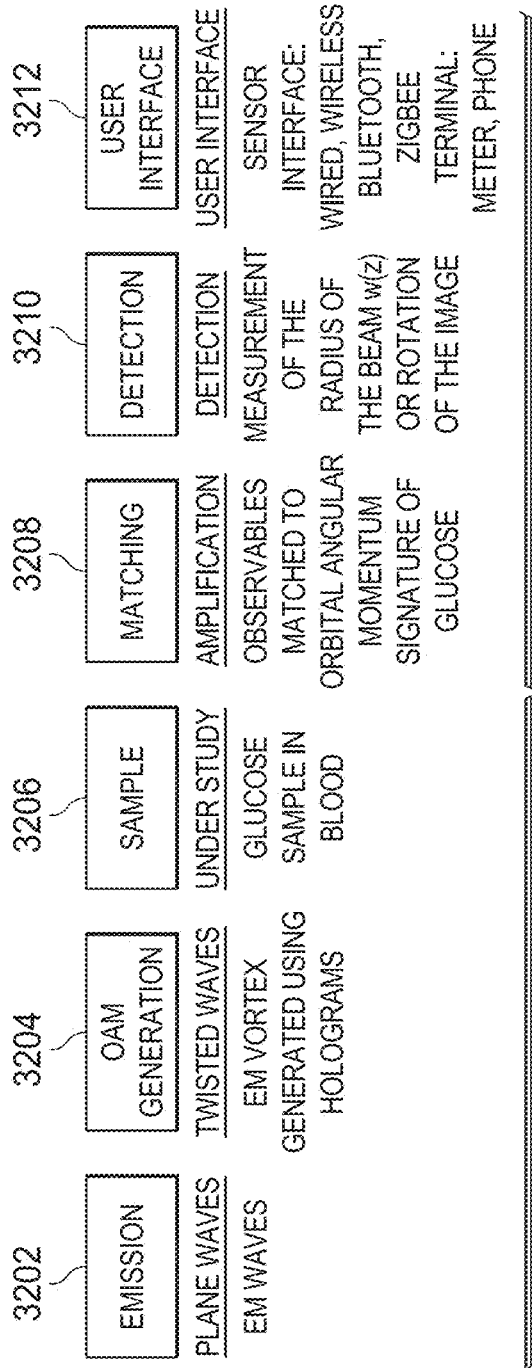 3202
EMISSION
PLANE WAVES
EM WAVES
3204
OAM
GENERATION
TWISTED WAVES
EM VORTEX
GENERATED USING
HOLOGRAMS
3206
SAMPLE
UNDER STUDY
GLUCOSE
SAMPLE IN
BLOOD
3208
MATCHING
AMPLIFICATION
OBSERVABLES
MATCHED TO
ORBITAL ANGULAR
MOMENTUM
SIGNATURE OF
GLUCOSE
3210
DETECTION
DETECTION
MEASUREMENT
OF THE
RADIUS OF
THE BEAM w(z)
OR ROTATION
OF THE IMAGE
3212
USER
INTERFACE
USER INTERFACE
SENSOR
INTERFACE:
WIRED, WIRELESS
BLUETOOTH,
ZIGBEE
TERMINAL:
METER, PHONE